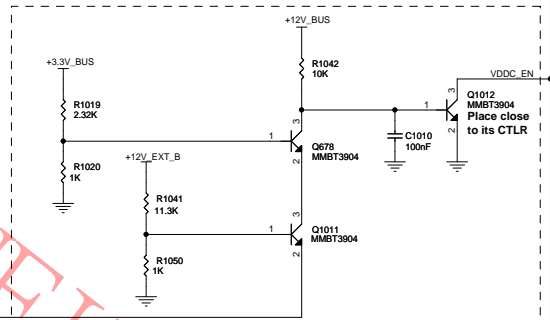 +12V_BUS
+3.3V_BUS
R1042
10K
VDDC_EN
R1019
2.32K
3
1
Q1012
MMBT3904
Place close
to its CTLR
2
3
1
Q678
MMBT3904
2
C1010
100nF
R1020
1K
+12V_EXT_B
R1041
11.3K
3
1
Q1011
MMBT3904
2
R1050
1K